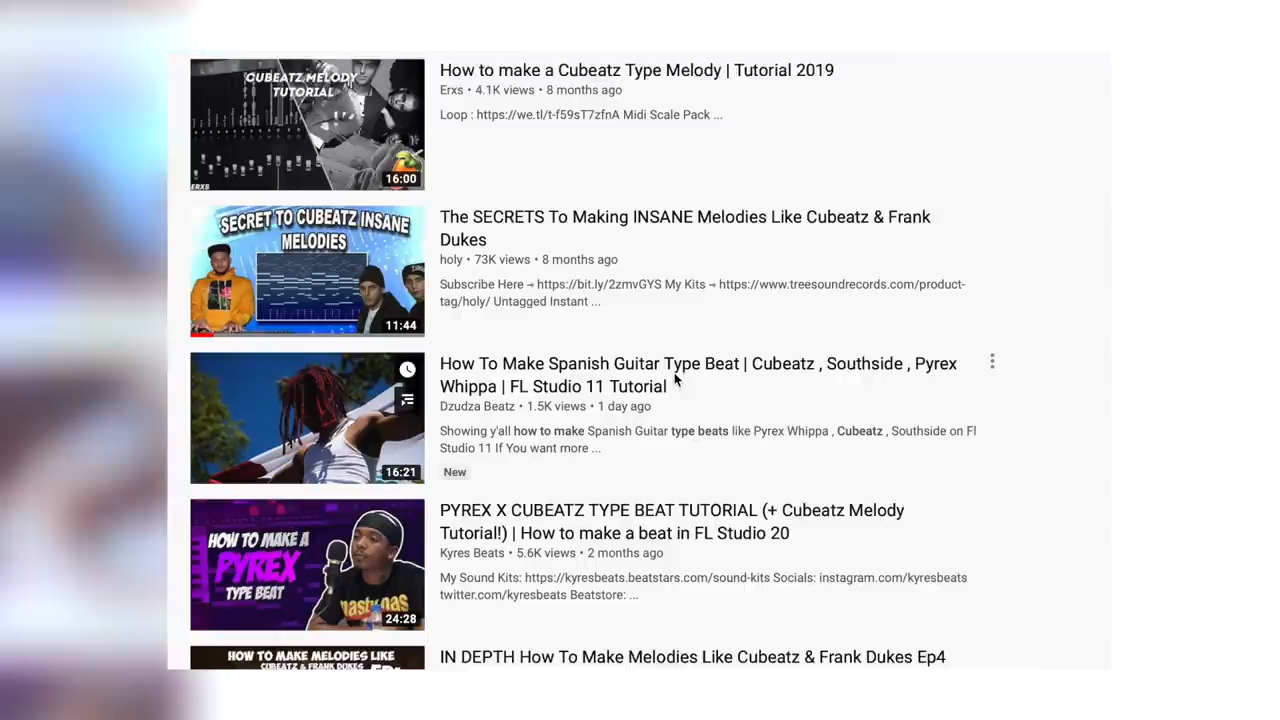 CUBEATZ MELODY
TUTORIAL
ERXS
16:00
How to make a Cubeatz Type Melody | Tutorial 2019
Erxs • 4.1K views • 8 months ago
Loop : https://we.tl/t-f59sT7zfnA Midi Scale Pack ...
SECRET TO CUBEATZ INSANE
MELODIES
11:44
The SECRETS To Making INSANE Melodies Like Cubeatz & Frank
Dukes
holy • 73K views • 8 months ago
Subscribe Here → https://bit.ly/2zmvGYS My Kits → https://www.treesoundrecords.com/product-
tag/holy/ Untagged Instant ...
16:21
How To Make Spanish Guitar Type Beat | Cubeatz , Southside , Pyrex
Whippa | FL Studio 11 Tutorial
Dzudza Beatz • 1.5K views • 1 day ago
Showing y'all how to make Spanish Guitar type beats like Pyrex Whippa , Cubeatz , Southside on Fl
Studio 11 If You want more ...
New
HOW TO MAKE A
PYREX
TYPE BEAT
nasty nas
24:28
PYREX X CUBEATZ TYPE BEAT TUTORIAL (+ Cubeatz Melody
Tutorial!) | How to make a beat in FL Studio 20
Kyres Beats • 5.6K views • 2 months ago
My Sound Kits: https://kyresbeats.beatstars.com/sound-kits Socials: instagram.com/kyresbeats
twitter.com/kyresbeats Beatstore: ...
HOW TO MAKE MELODIES LIKE
CUBEATZ & FRANK DUKES
IN DEPTH How To Make Melodies Like Cubeatz & Frank Dukes Ep4